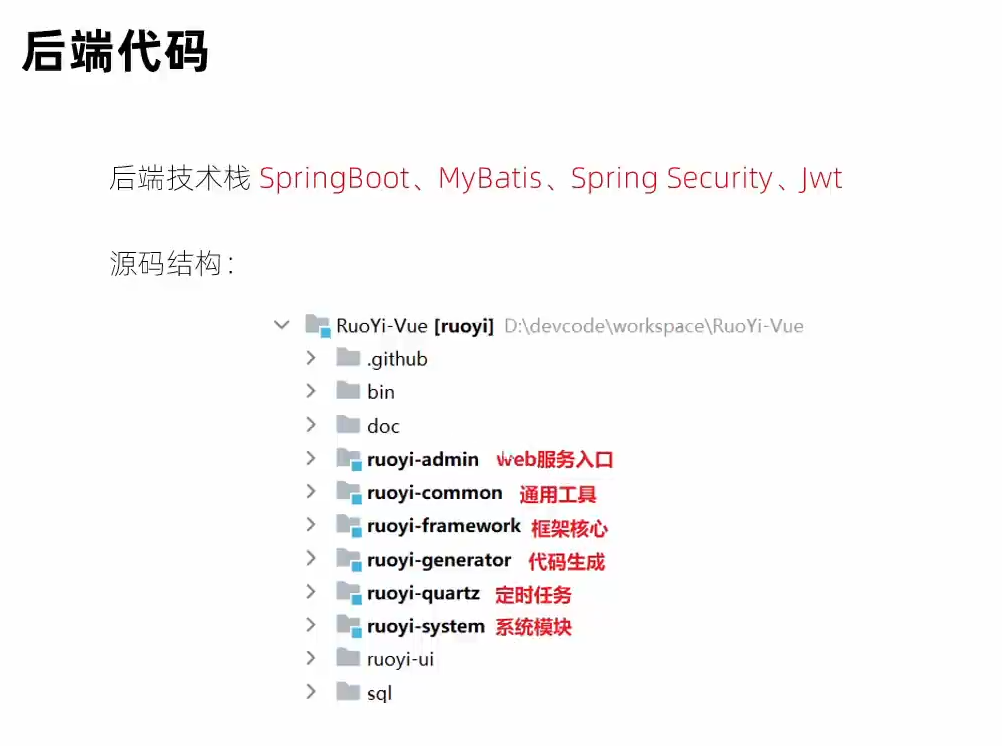 后端代码
后端技术栈 SpringBoot、MyBatis、Spring Security、Jwt
源码结构：
RuoYi-Vue [ruoyi] D:\devcode\workspace\RuoYi-Vue
.github
bin
doc
ruoyi-admin web服务入口
ruoyi-common 通用工具
ruoyi-framework 框架核心
ruoyi-generator 代码生成
ruoyi-quartz 定时任务
ruoyi-system 系统模块
ruoyi-ui
sql